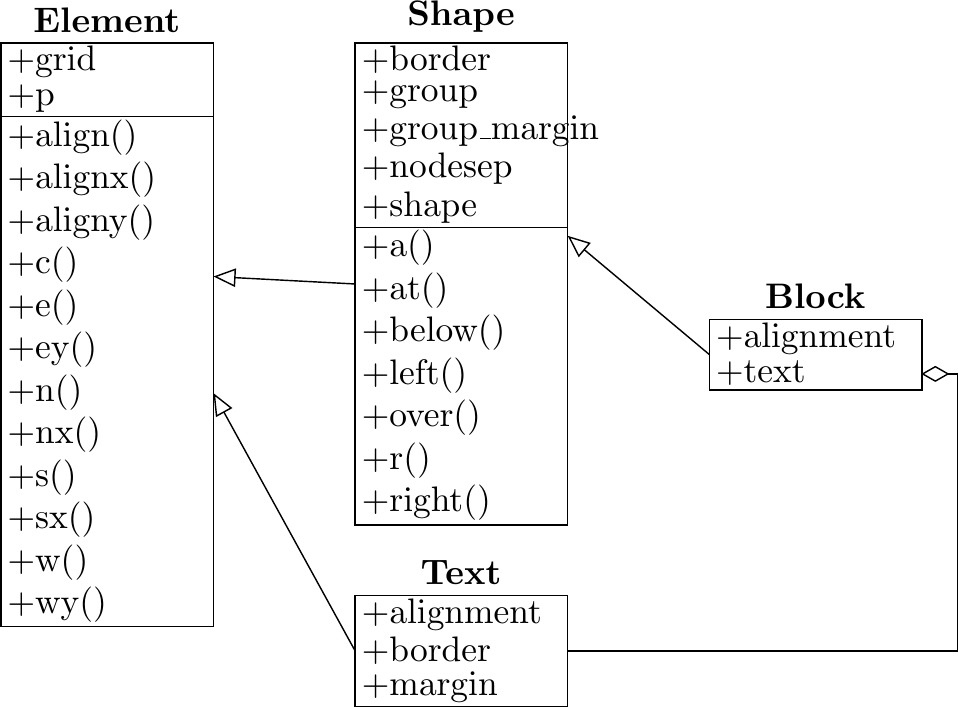 Element
+grid
+p
+align()
+alignx()
+aligny()
+c()
+e()
+ey()
+n()
+nx()
+s()
+sx()
+w()
+wy()
Shape
+border
+group
+group_margin
+nodesep
+shape
+a()
+at()
+below()
+left()
+over()
+r()
+right()
Block
+alignment
+text
Text
+alignment
+border
+margin